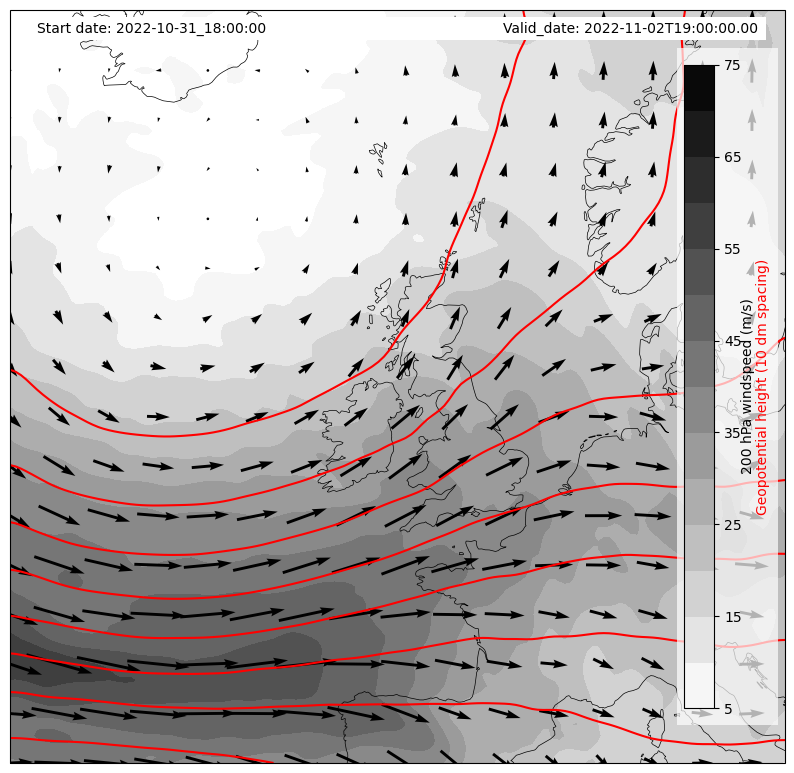 Start date: 2022-10-31_18:00:00
Valid_date: 2022-11-02T19:00:00.00
75
65
55
45
35
25
15
5
200 hPa windspeed (m/s)
Geopotential height (10 dm spacing)